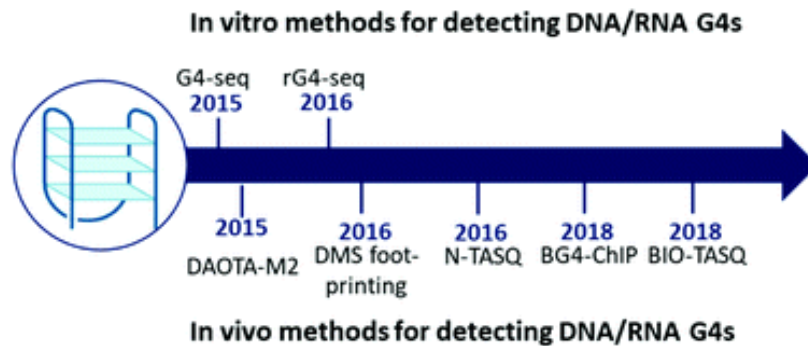 In vitro methods for detecting DNA/RNA G4s
G4-seq rG4-seq
2015 2016
2015 2016 2016 2018 2018
DAOTA-M2 DMS foot- N-TASQ BG4-ChIP BIO-TASQ
printing
In vivo methods for detecting DNA/RNA G4s